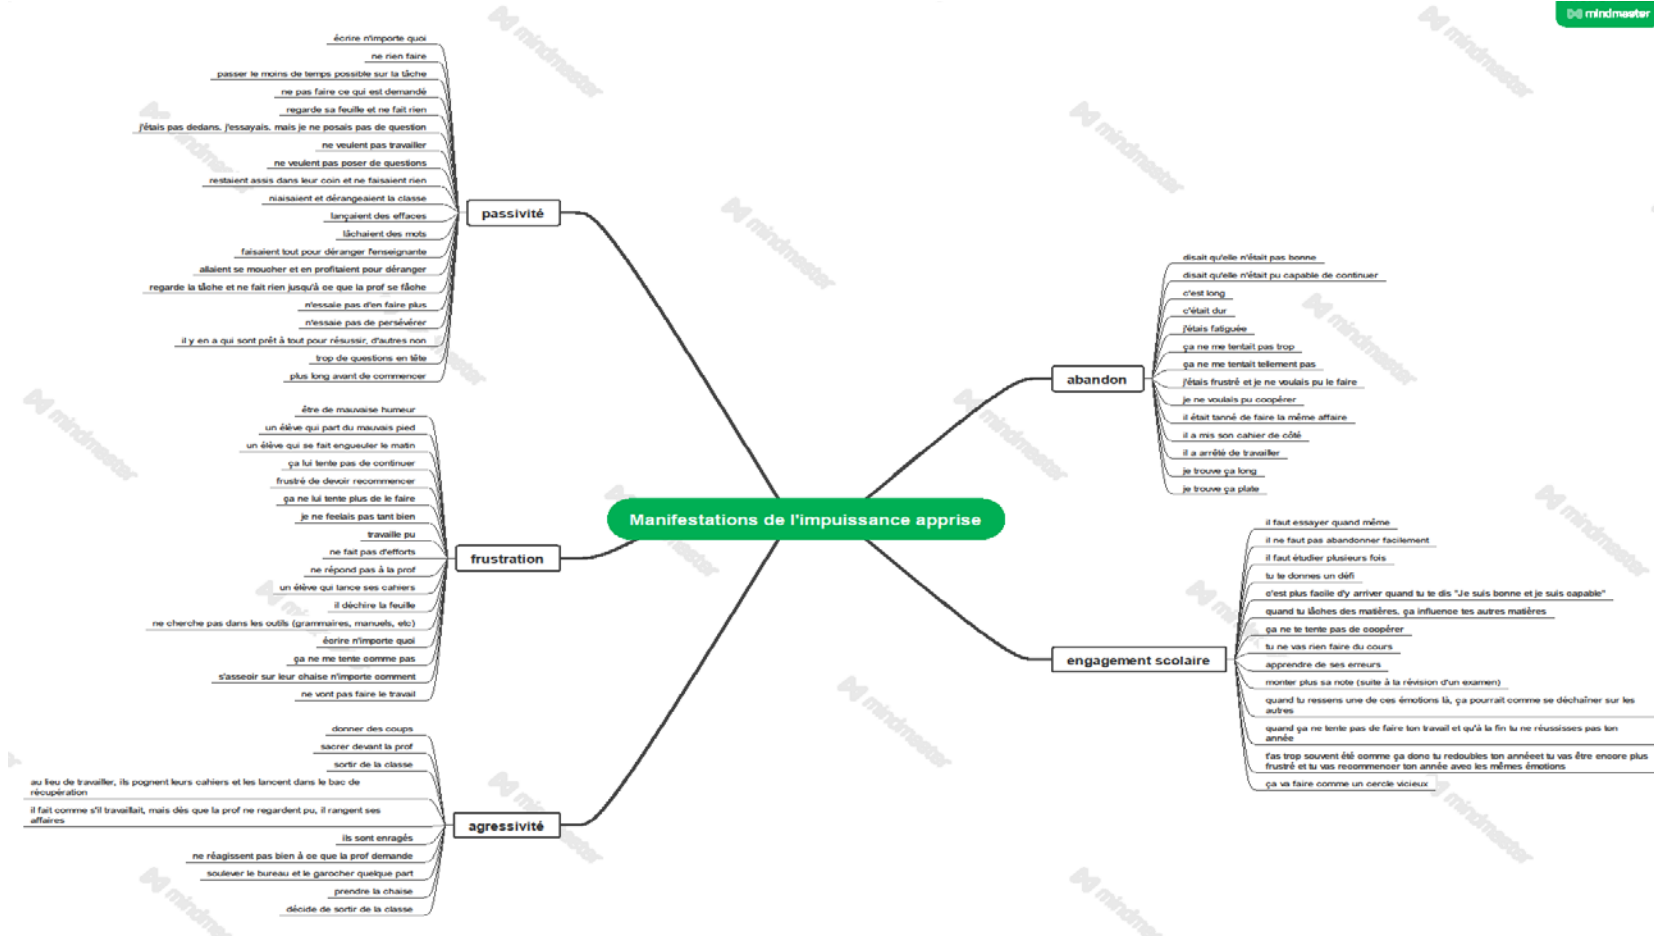 mindmaster
écrire n'importe quoi
ne rien faire
passer le moins de temps possible sur la tâche
ne pas faire ce qui est demandé
regarde sa feuille et ne fait rien
j'étais pas dedans, j'essayais, mais je ne posais pas de question
ne veulent pas travailler
ne veulent pas poser de questions
restaient assis dans leur coin et ne faisaient rien
niaisaient et dérangeaient la classe
lançaient des effaces
lâchaient des mots
faisaient tout pour déranger l'enseignante
allaient se moucher et en profitaient pour déranger
regarde la tâche et ne fait rien jusqu'à ce que la prof se fâche
n'essaie pas d'en faire plus
n'essaie pas de persévérer
il y en a qui sont prêt à tout pour réussir, d'autres non
trop de questions en tête
plus long avant de commencer
passivité
être de mauvaise humeur
un élève qui part du mauvais pied
un élève qui se fait engueuler le matin
ça lui tente pas de continuer
frustré de devoir recommencer
ça ne lui tente plus de le faire
je ne feelais pas tant bien
travaille pu
ne fait pas d'efforts
ne répond pas à la prof
un élève qui lance ses cahiers
il déchire la feuille
ne cherche pas dans les outils (grammaires, manuels, etc)
écrire n'importe quoi
ça ne me tente comme pas
s'asseoir sur leur chaise n'importe comment
ne vont pas faire le travail
frustration
donner des coups
sacrer devant la prof
sortir de la classe
au lieu de travailler, ils pognent leurs cahiers et les lancent dans le bac de
récupération
il fait comme s'il travaillait, mais dès que la prof ne regardent pu, il rangent ses
affaires
ils sont enragés
ne réagissent pas bien à ce que la prof demande
soulever le bureau et le garocher quelque part
prendre la chaise
décide de sortir de la classe
agressivité
Manifestations de l'impuissance apprise
abandon
disait qu'elle n'était pas bonne
disait qu'elle n'était pu capable de continuer
c'est long
c'était dur
j'étais fatiguée
ça ne me tentait pas trop
ça ne me tentait tellement pas
j'étais frustré et je ne voulais pu le faire
je ne voulais pu coopérer
il était tanné de faire la même affaire
il a mis son cahier de côté
il a arrêté de travailler
je trouve ça long
je trouve ça plate
engagement scolaire
il faut essayer quand même
il ne faut pas abandonner facilement
il faut étudier plusieurs fois
tu te donnes un défi
c'est plus facile d'y arriver quand tu te dis "Je suis bonne et je suis capable"
quand tu lâches des matières, ça influence tes autres matières
ça ne te tente pas de coopérer
tu ne vas rien faire du cours
apprendre de ses erreurs
monter plus sa note (suite à la révision d'un examen)
quand tu ressens une de ces émotions là, ça pourrait comme se déchaîner sur les
autres
quand ça ne tente pas de faire ton travail et qu'à la fin tu ne réussisses pas ton
année
t'as trop souvent été comme ça donc tu redoubles ton annéeet tu vas être encore plus
frustré et tu vas recommencer ton année avec les mêmes émotions
ça va faire comme un cercle vicieux